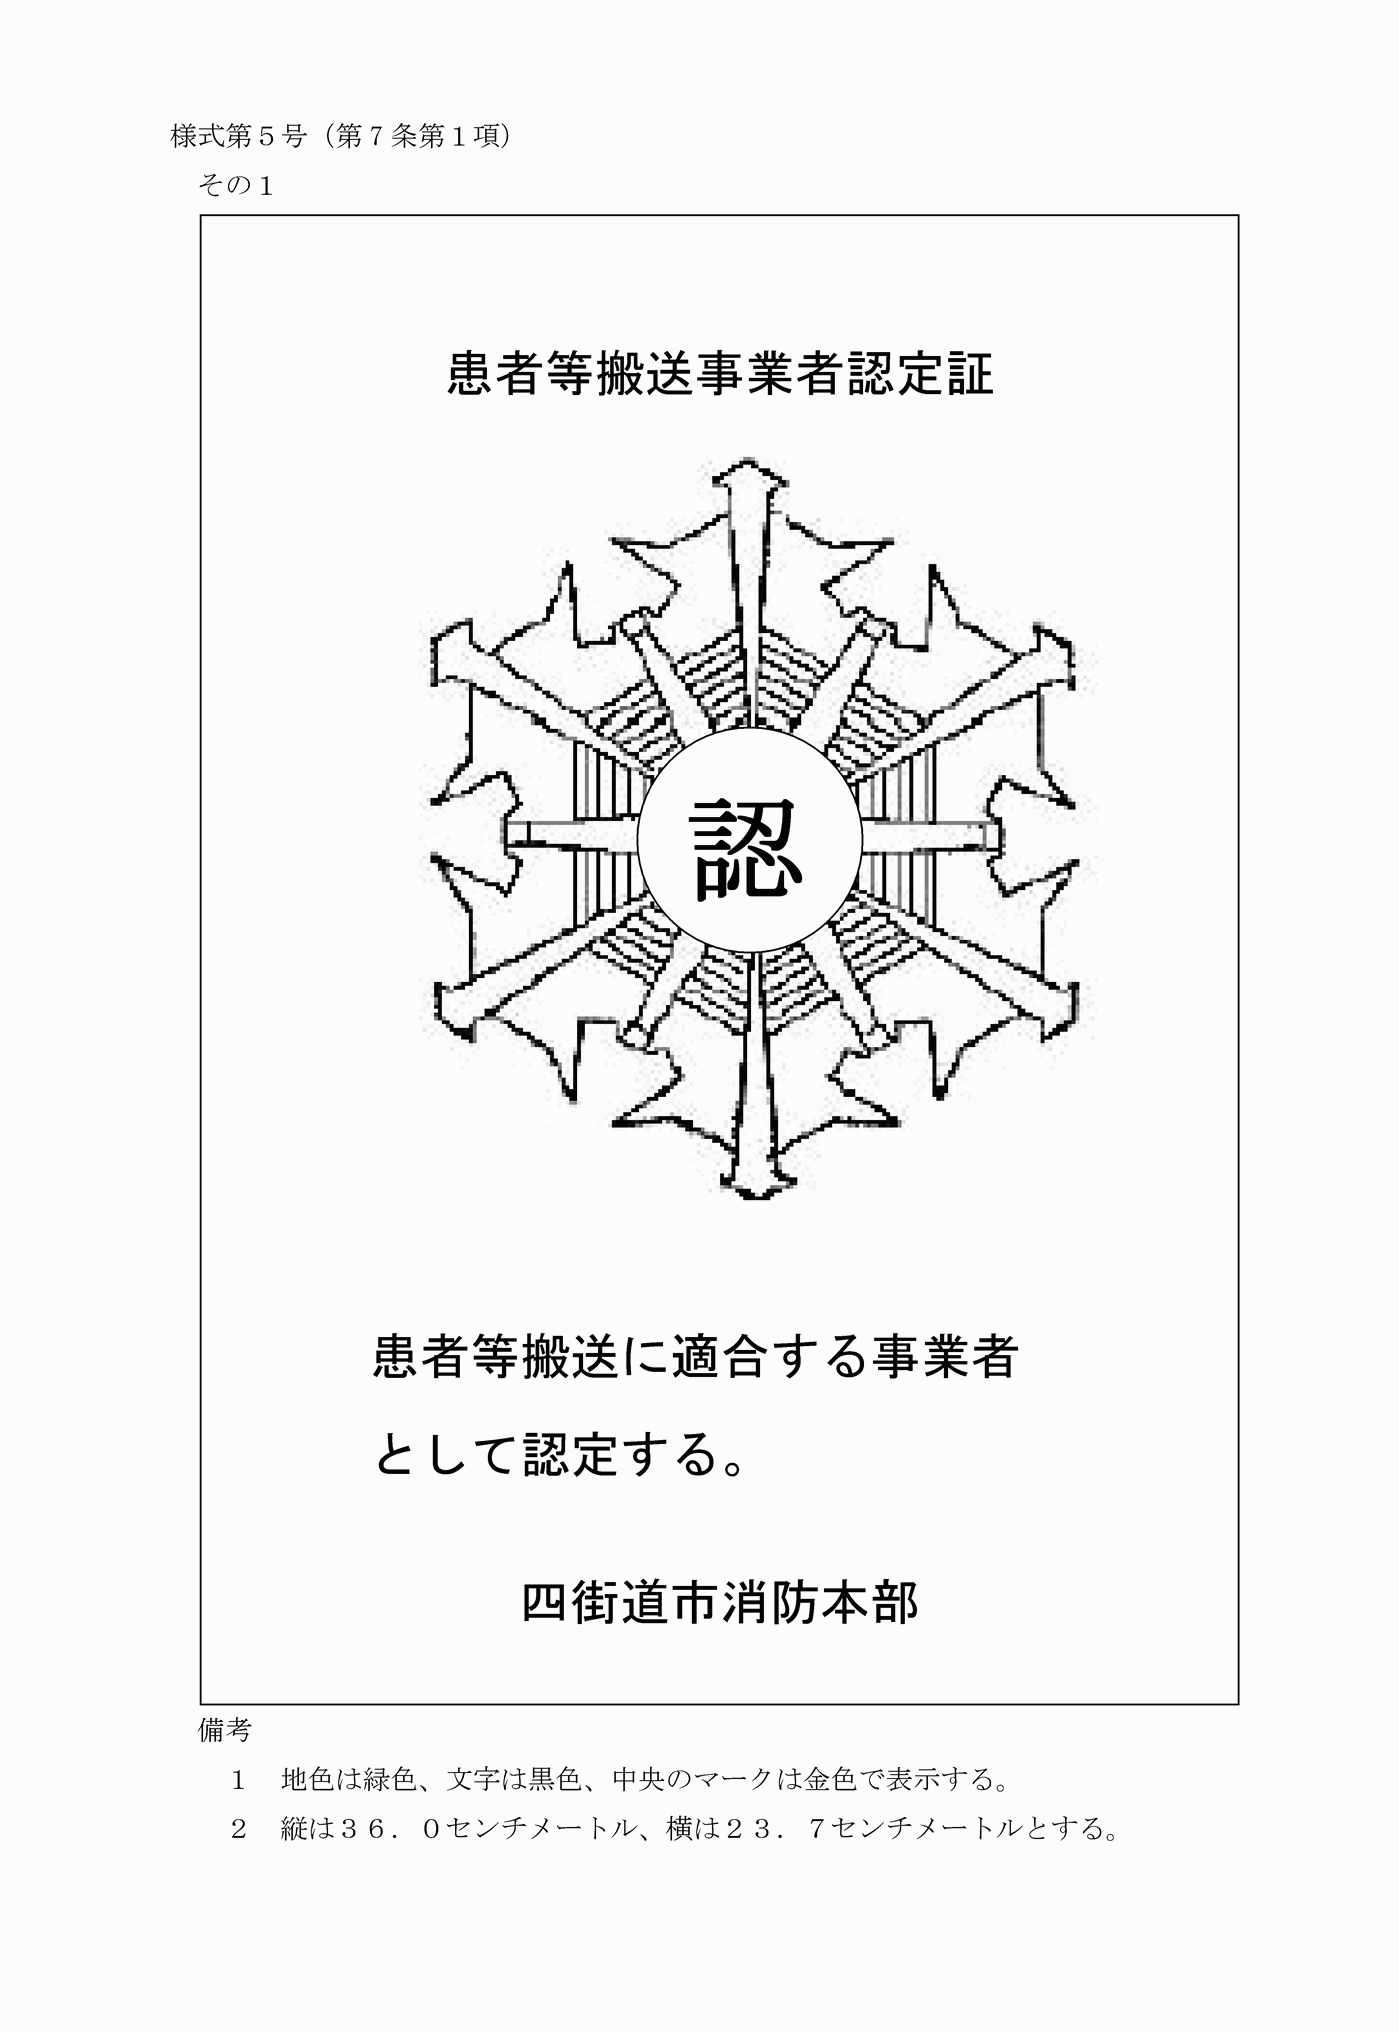 様式第５号（第７条第１項）
その１
患者等搬送事業者認定証
認
患者等搬送に適合する事業者
として認定する。
四街道市消防本部
備考
１　地色は緑色、文字は黒色、中央のマークは金色で表示する。
２　縦は３６．０センチメートル、横は２３．７センチメートルとする。